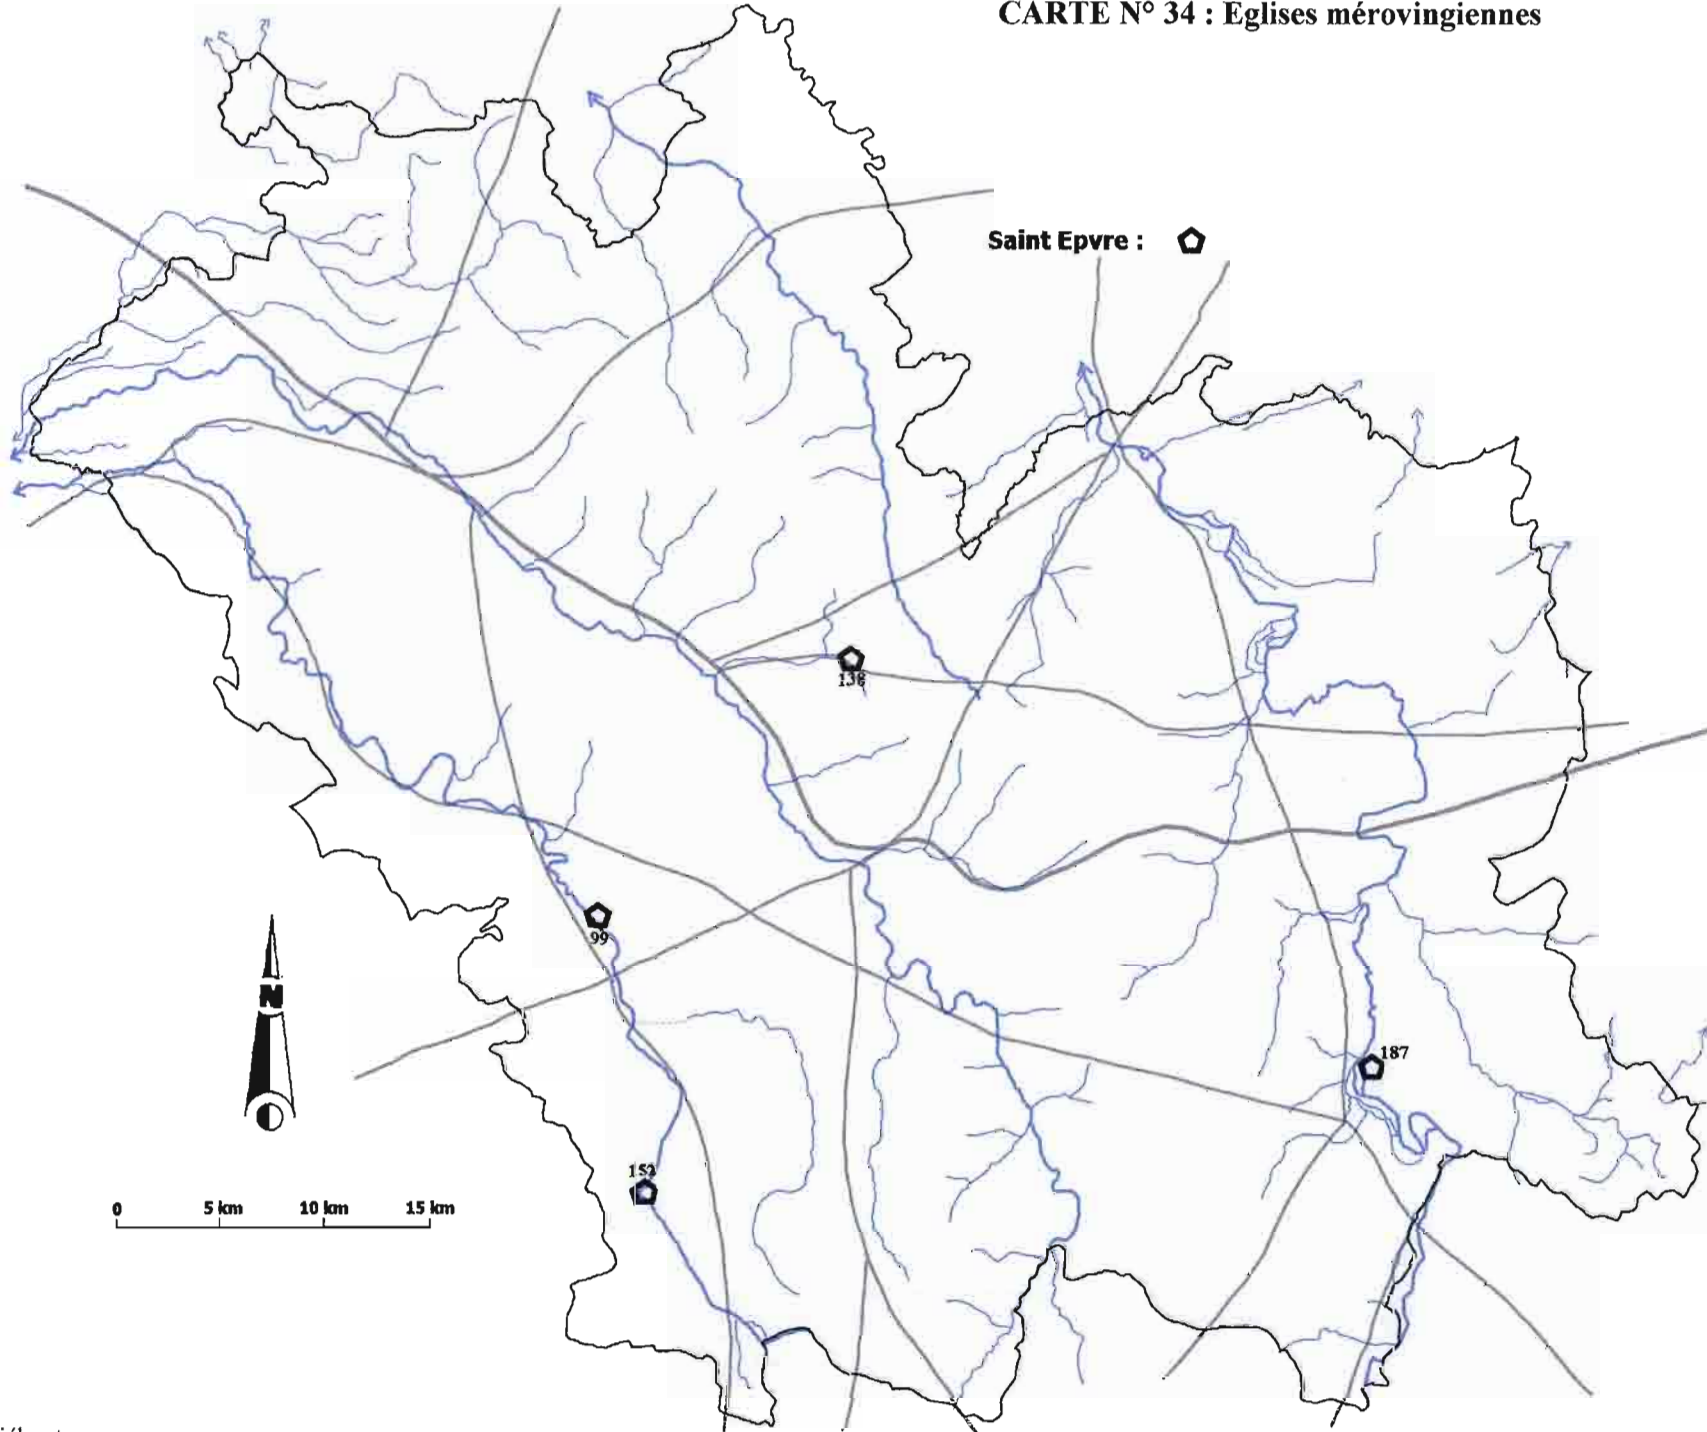 CARTE N° 34 : Eglises mérovingiennes
Saint Epvre :
138
99
N
187
152
0 5 km 10 km 15 km